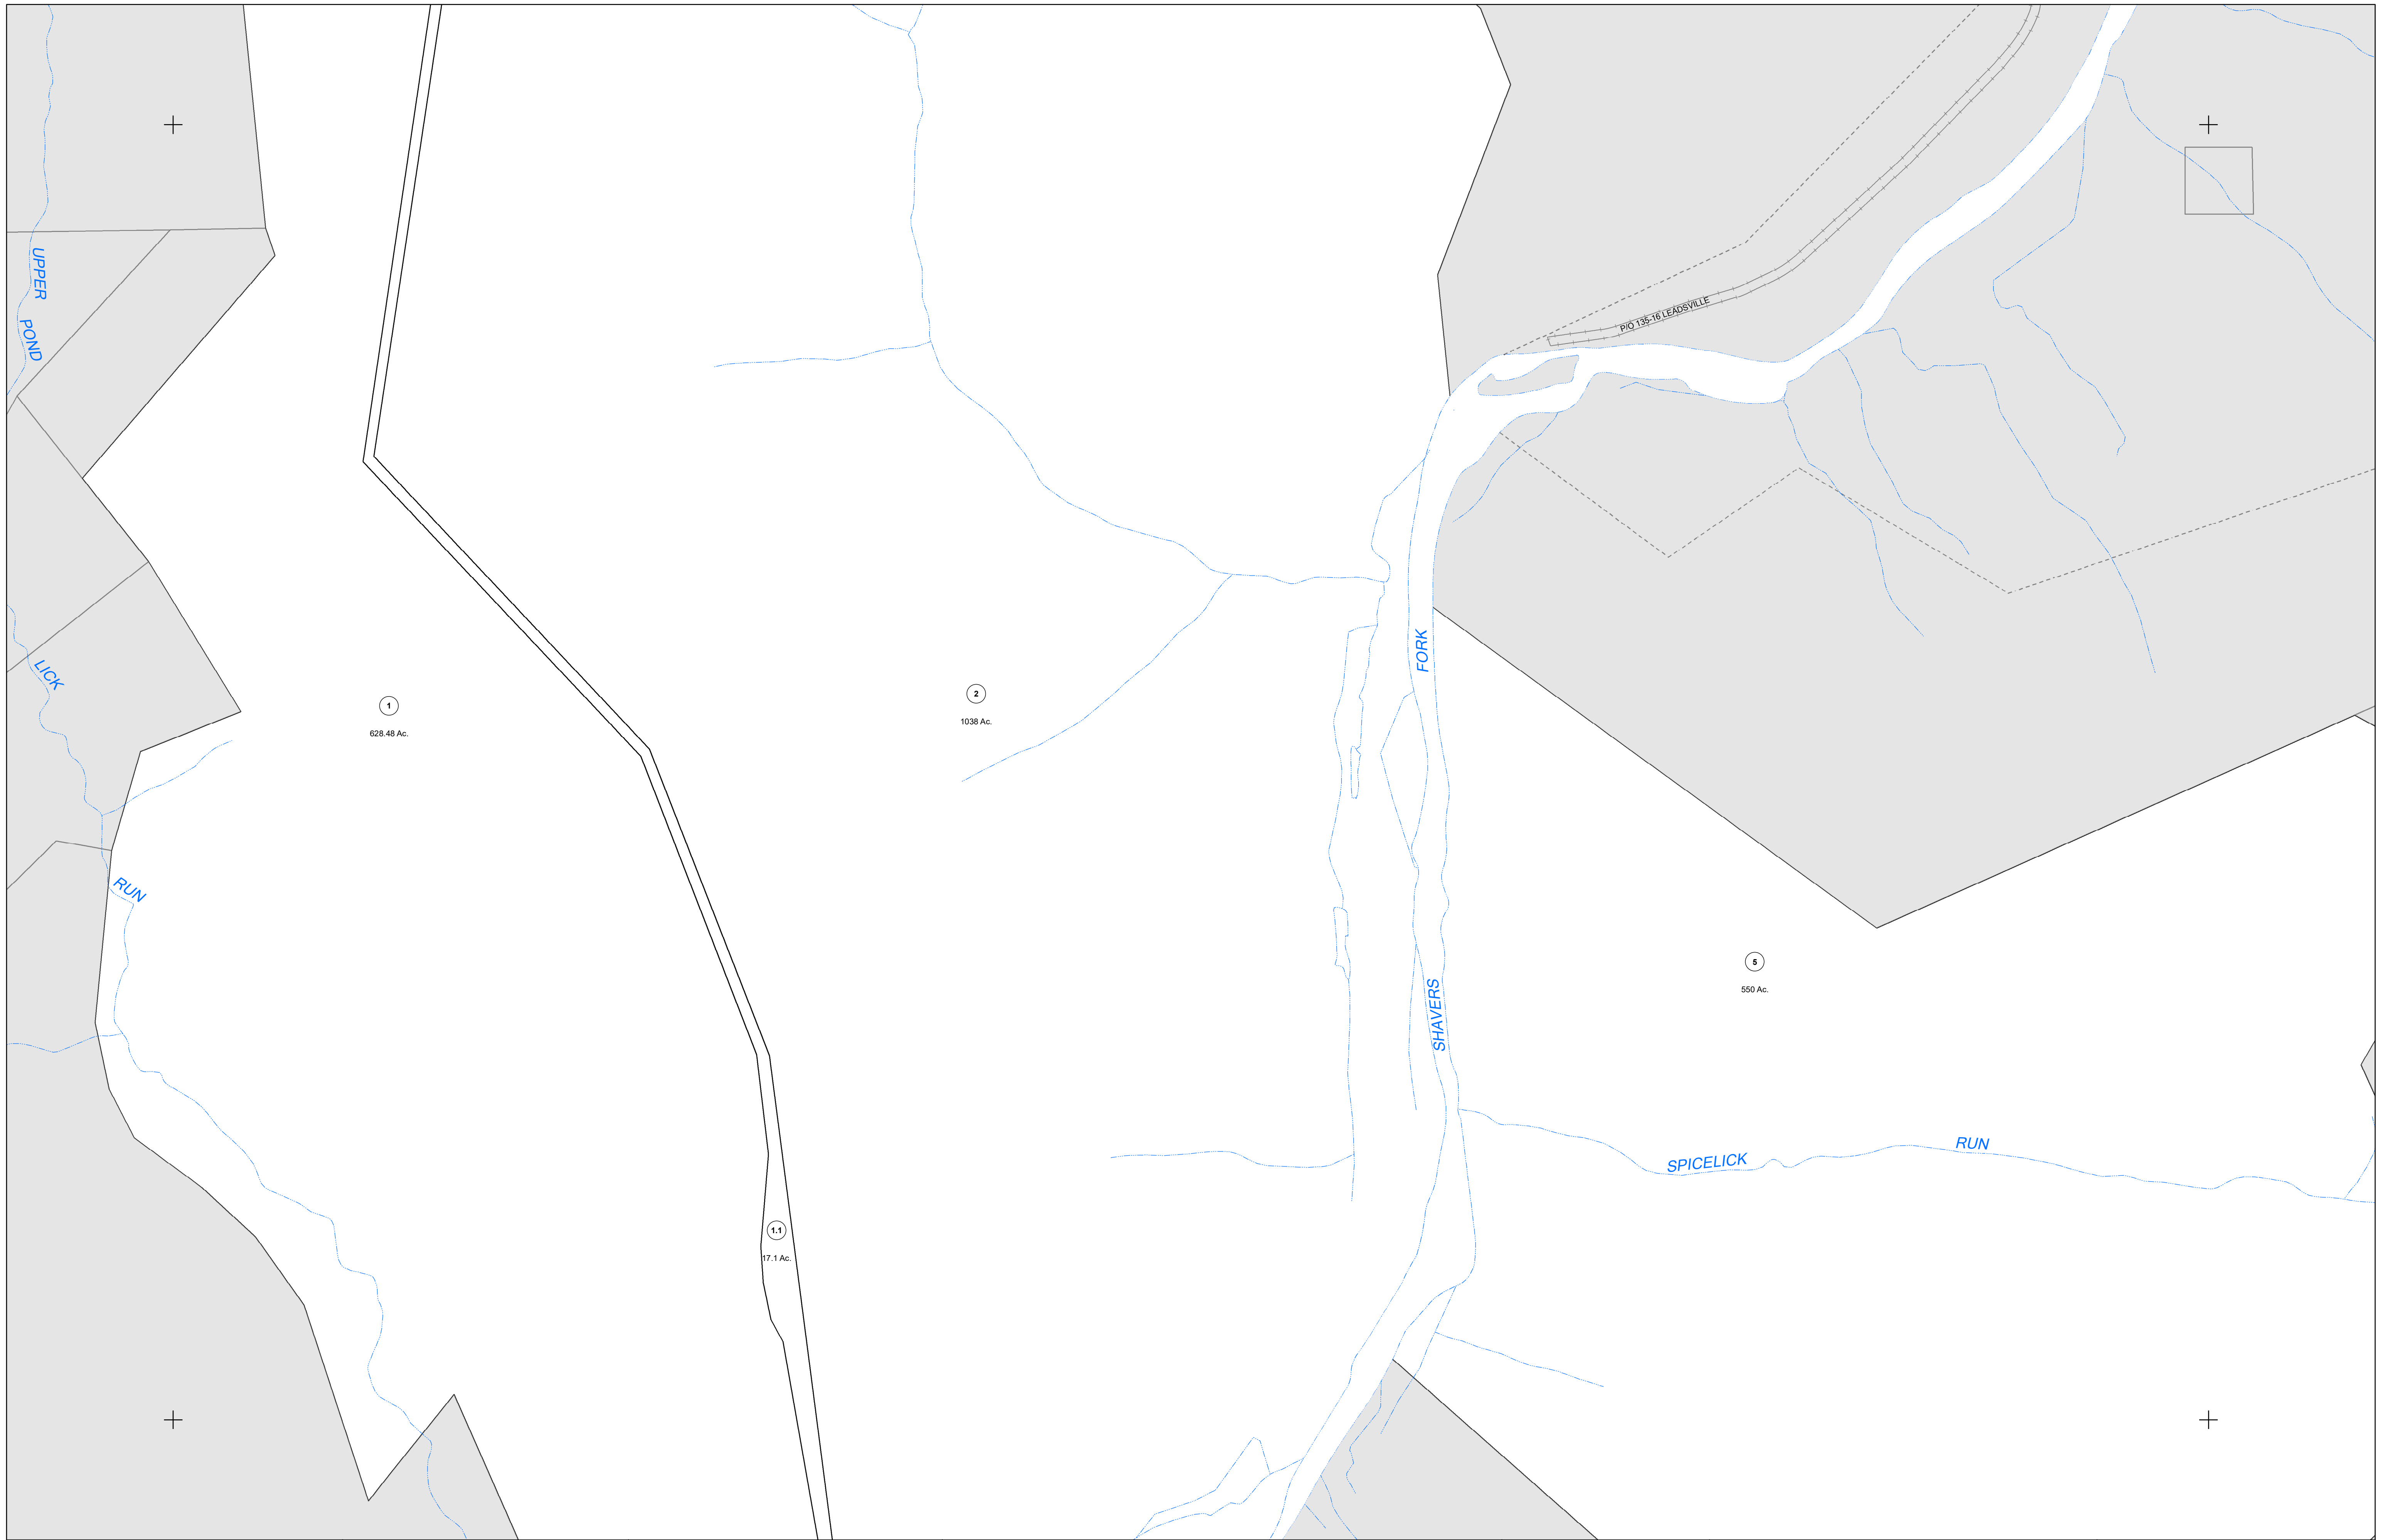 UPPER
POND
P/O 135-16 LEADSVILLE
FORK
LICK
1
628.48 Ac.
2
1038 Ac.
RUN
5
550 Ac.
SHAVERS
SPICELICK
RUN
1.1
17.1 Ac.